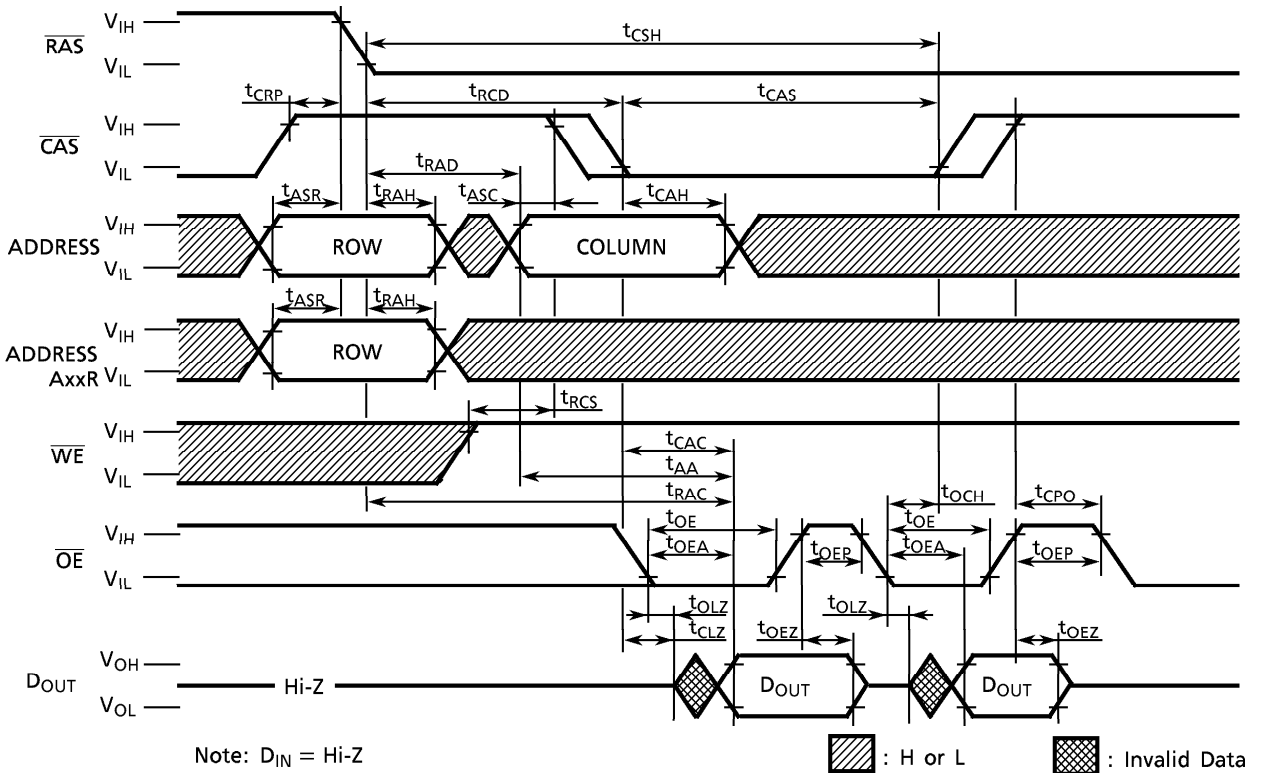 V_IH
RAS
V_IL
t_CSH
t_CRP
t_RCD
t_CAS
V_IH
CAS
V_IL
t_RAD
t_ASR
t_RAH
t_ASC
t_CAH
V_IH
ADDRESS
ROW
COLUMN
V_IL
t_ASR
t_RAH
V_IH
ADDRESS
ROW
AxxR
V_IL
t_RCS
V_IH
WE
V_IL
t_CAC
t_AA
t_RAC
t_OCH
t_CPO
V_IH
OE
V_IL
t_OE
t_OE
t_OEA
t_OEP
t_OEA
t_OEP
t_OLZ
t_OLZ
t_CLZ
t_OEZ
t_OEZ
V_OH
D_OUT
Hi-Z
D_OUT
D_OUT
V_OL
Note: D_IN = Hi-Z
: H or L
: Invalid Data